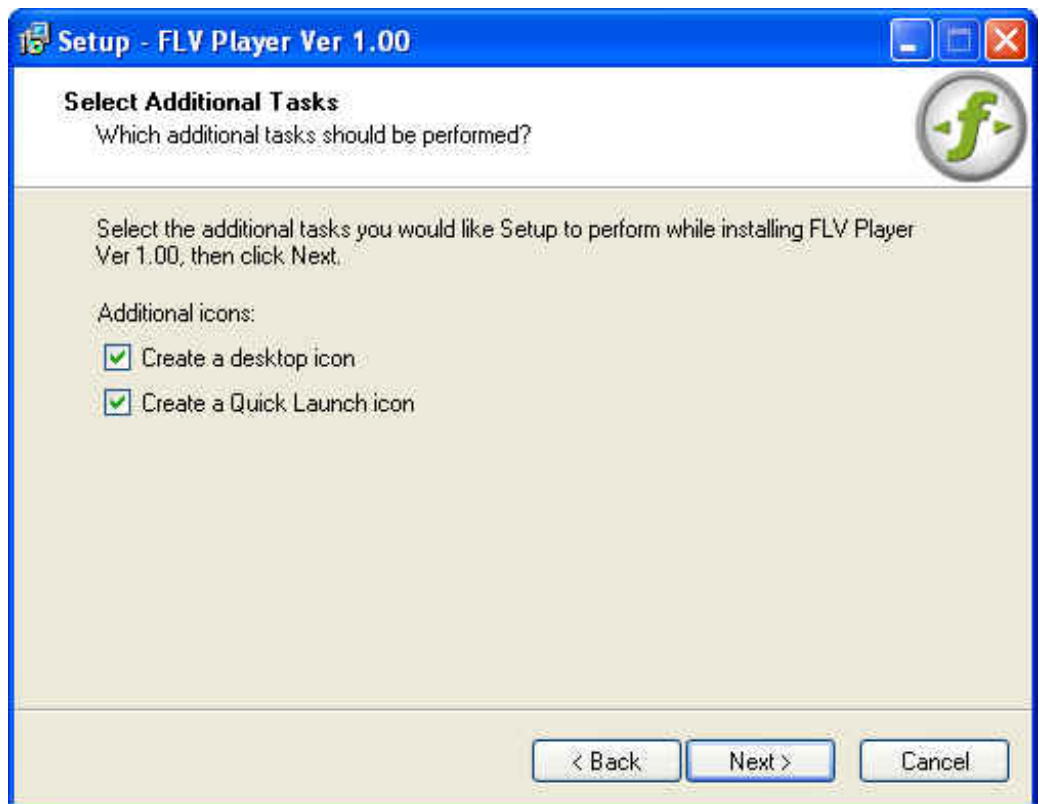 Setup - FLV Player Ver 1.00
Select Additional Tasks
Which additional tasks should be performed?
Select the additional tasks you would like Setup to perform while installing FLV Player
Ver 1.00, then click Next.
Additional icons:
Create a desktop icon
Create a Quick Launch icon
< Back
Next >
Cancel